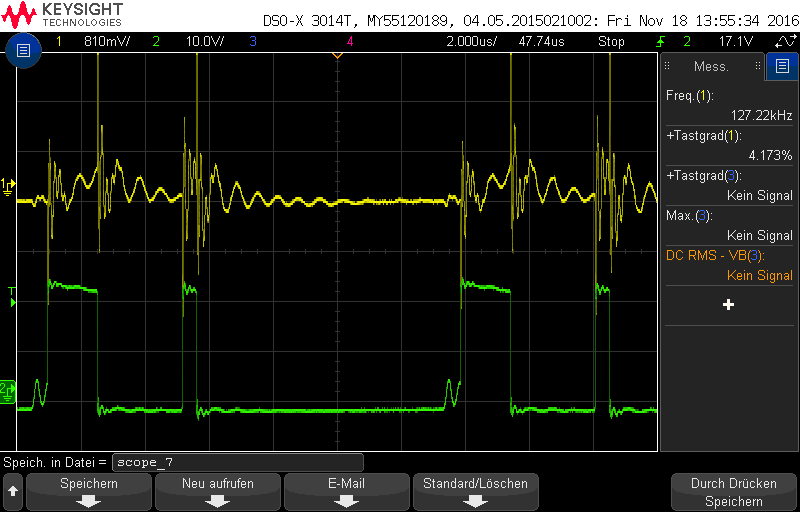 KEYSIGHT
TECHNOLOGIES
DSO-X 3014T, MY55120189, 04.05.2015021002: Fri Nov 18 13:55:34 2016
1 810mV/ 2 10.0V/ 3 4 2.000us/ 47.74us Stop 2 17.1V
Mess.
Freq.(1):
127.22kHz
+Tastgrad(1):
4.173%
+Tastgrad(3):
Kein Signal
Max.(3):
Kein Signal
DC RMS - VB(3):
Kein Signal
+
1
T
2
Speich. in Datei = scope_7
Speichern
Neu aufrufen
E-Mail
Standard/Löschen
Durch Drücken
Speichern